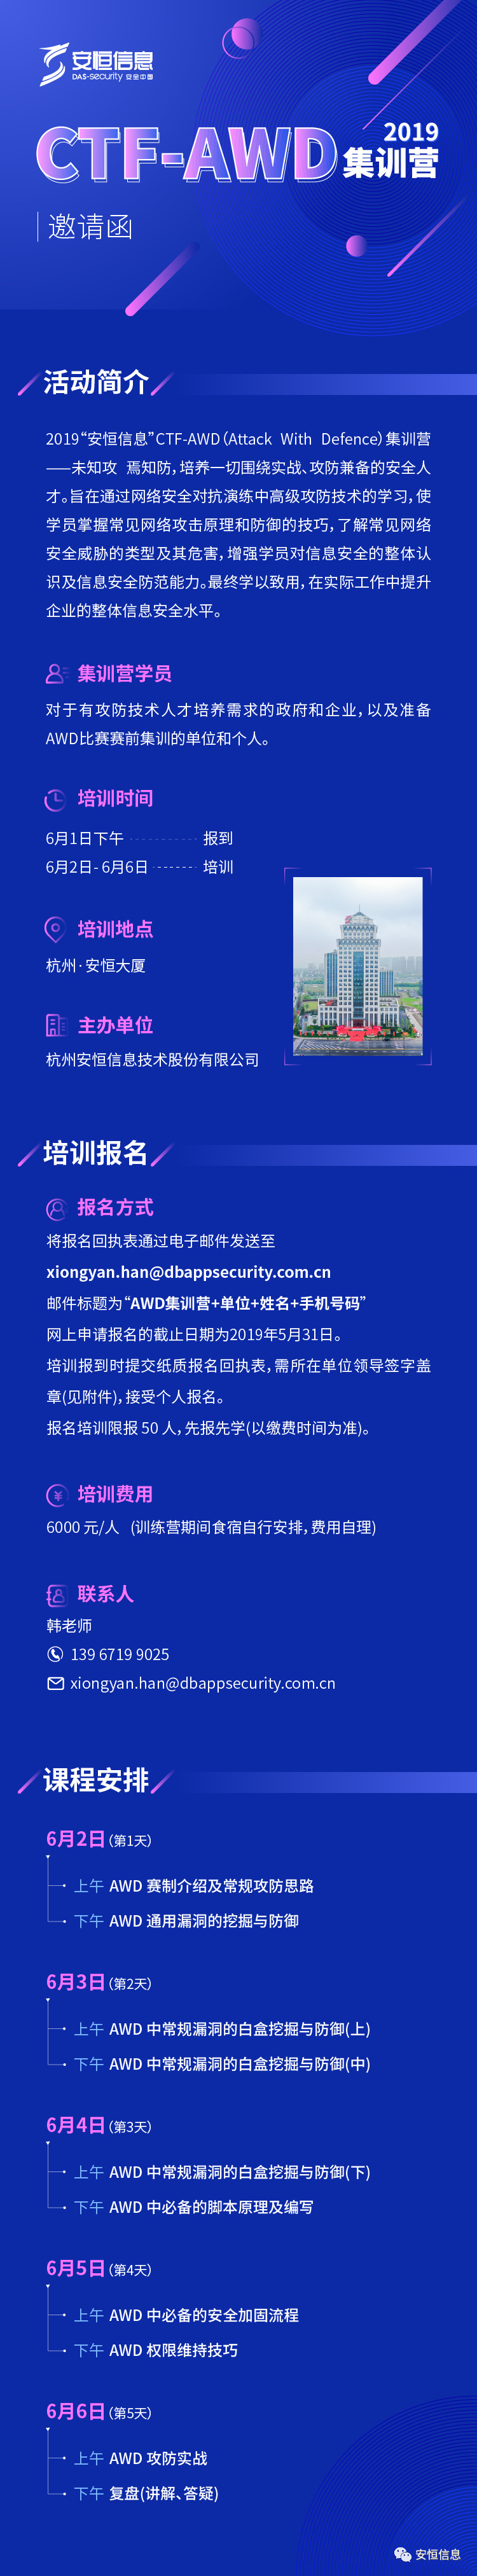 安恒信息
DAS-security 安全中国
2019
CTF-AWD 集训营
邀请函
活动简介
2019“安恒信息”CTF-AWD（Attack With Defence）集训营
——未知攻 焉知防，培养一切围绕实战、攻防兼备的安全人
才。旨在通过网络安全对抗演练中高级攻防技术的学习，使
学员掌握常见网络攻击原理和防御的技巧，了解常见网络
安全威胁的类型及其危害，增强学员对信息安全的整体认
识及信息安全防范能力。最终学以致用，在实际工作中提升
企业的整体信息安全水平。
集训营学员
对于有攻防技术人才培养需求的政府和企业，以及准备
AWD比赛赛前集训的单位和个人。
培训时间
6月1日下午 ---------- 报到
6月2日- 6月6日 ------- 培训
培训地点
杭州·安恒大厦
主办单位
杭州安恒信息技术股份有限公司
培训报名
报名方式
将报名回执表通过电子邮件发送至
xiongyan.han@dbappsecurity.com.cn
邮件标题为“AWD集训营+单位+姓名+手机号码”
网上申请报名的截止日期为2019年5月31日。
培训报到时提交纸质报名回执表，需所在单位领导签字盖
章(见附件)，接受个人报名。
报名培训限报 50 人，先报先学(以缴费时间为准)。
培训费用
6000 元/人 (训练营期间食宿自行安排，费用自理)
联系人
韩老师
139 6719 9025
xiongyan.han@dbappsecurity.com.cn
课程安排
6月2日（第1天）
上午 AWD 赛制介绍及常规攻防思路
下午 AWD 通用漏洞的挖掘与防御
6月3日（第2天）
上午 AWD 中常规漏洞的白盒挖掘与防御(上)
下午 AWD 中常规漏洞的白盒挖掘与防御(中)
6月4日（第3天）
上午 AWD 中常规漏洞的白盒挖掘与防御(下)
下午 AWD 中必备的脚本原理及编写
6月5日（第4天）
上午 AWD 中必备的安全加固流程
下午 AWD 权限维持技巧
6月6日（第5天）
上午 AWD 攻防实战
下午 复盘(讲解、答疑)
安恒信息